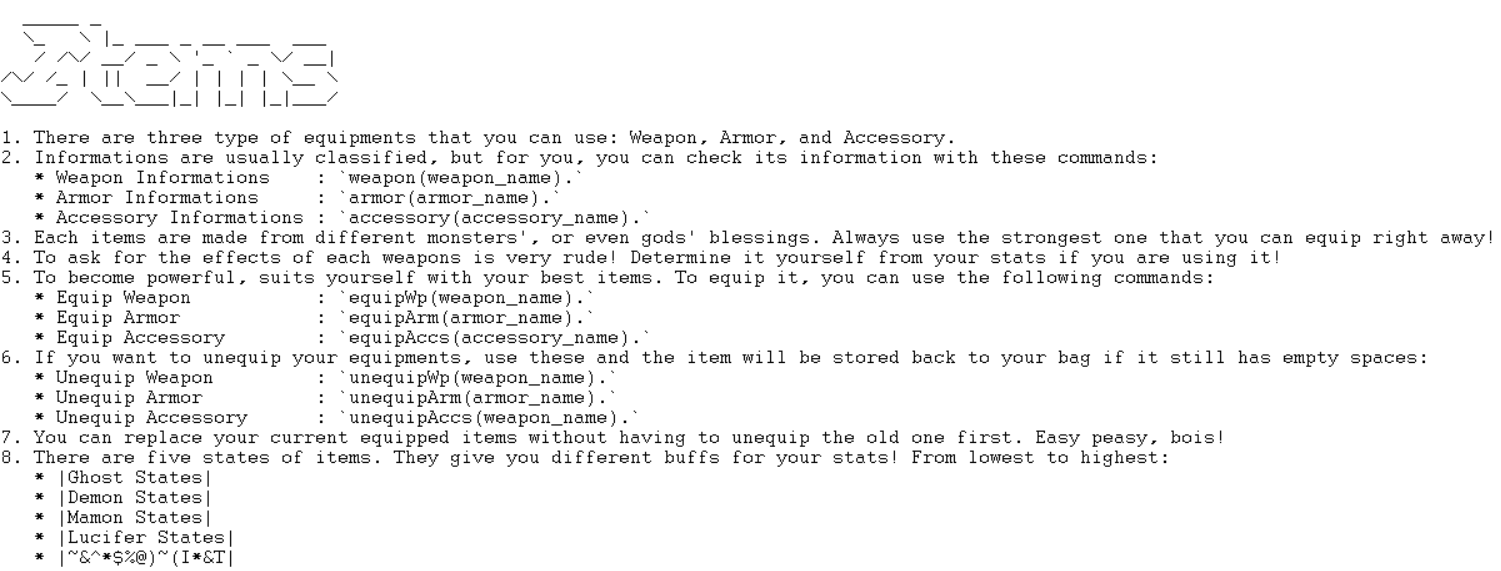 Items
1. There are three type of equipments that you can use: Weapon, Armor, and Accessory.
2. Informations are usually classified, but for you, you can check its information with these commands:
* Weapon Informations : `weapon(weapon_name).`
* Armor Informations : `armor(armor_name).`
* Accessory Informations : `accessory(accessory_name).`
3. Each items are made from different monsters', or even gods' blessings. Always use the strongest one that you can equip right away!
4. To ask for the effects of each weapons is very rude! Determine it yourself from your stats if you are using it!
5. To become powerful, suits yourself with your best items. To equip it, you can use the following commands:
* Equip Weapon : `equipWp(weapon_name).`
* Equip Armor : `equipArm(armor_name).`
* Equip Accessory : `equipAccs(accessory_name).`
6. If you want to unequip your equipments, use these and the item will be stored back to your bag if it still has empty spaces:
* Unequip Weapon : `unequipWp(weapon_name).`
* Unequip Armor : `unequipArm(armor_name).`
* Unequip Accessory : `unequipAccs(weapon_name).`
7. You can replace your current equipped items without having to unequip the old one first. Easy peasy, bois!
8. There are five states of items. They give you different buffs for your stats! From lowest to highest:
* |Ghost States|
* |Demon States|
* |Mamon States|
* |Lucifer States|
* |~&^*$%@)~(I*&T|